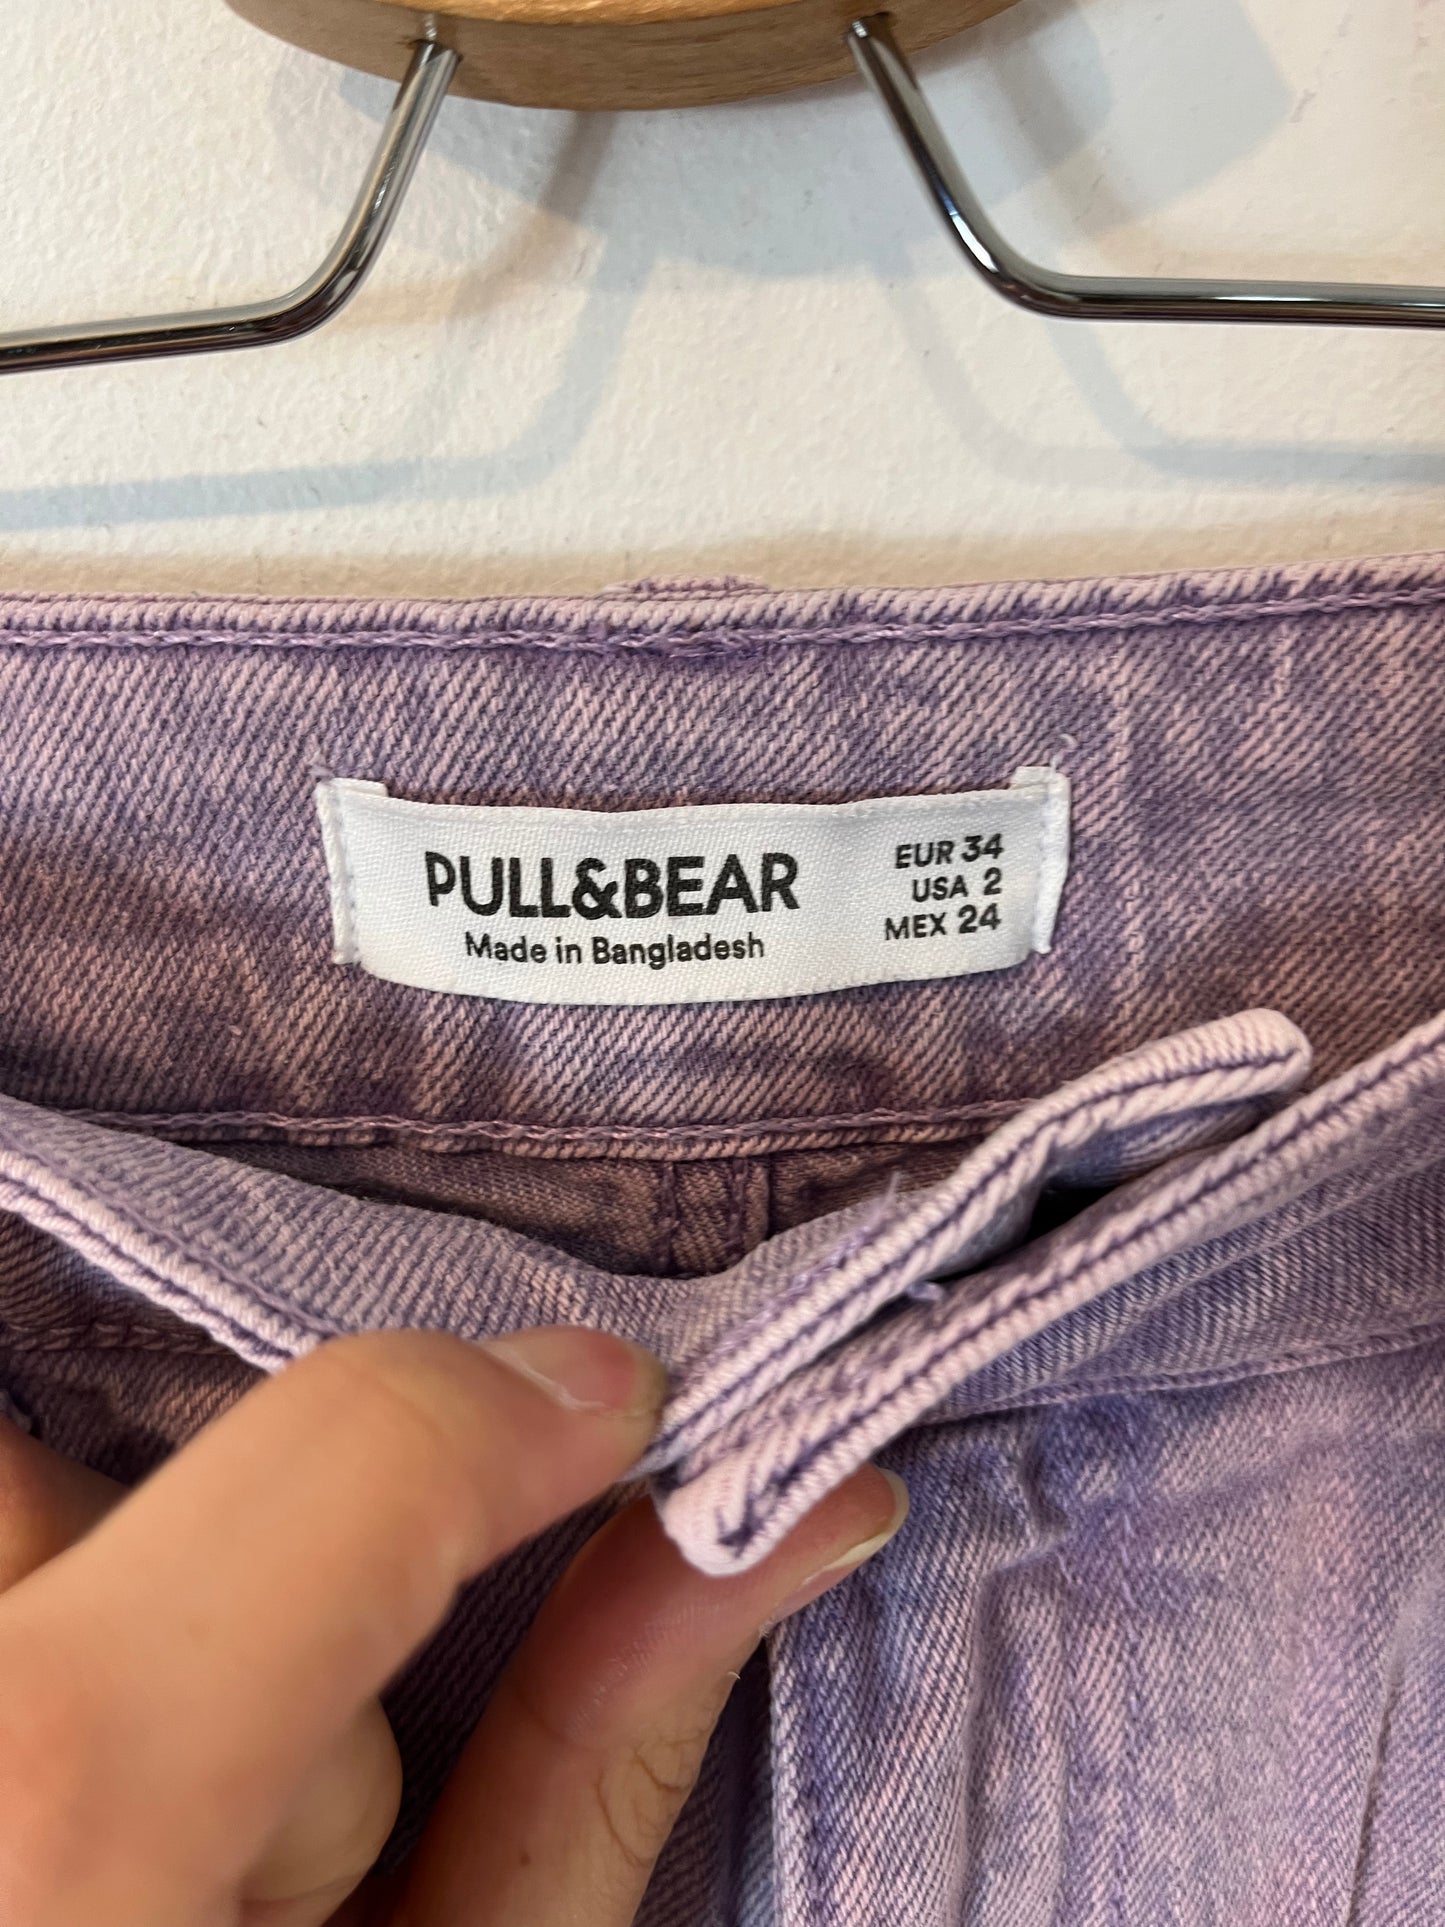 PULL&BEAR
Made in Bangladesh
EUR 34
USA 2
MEX 24